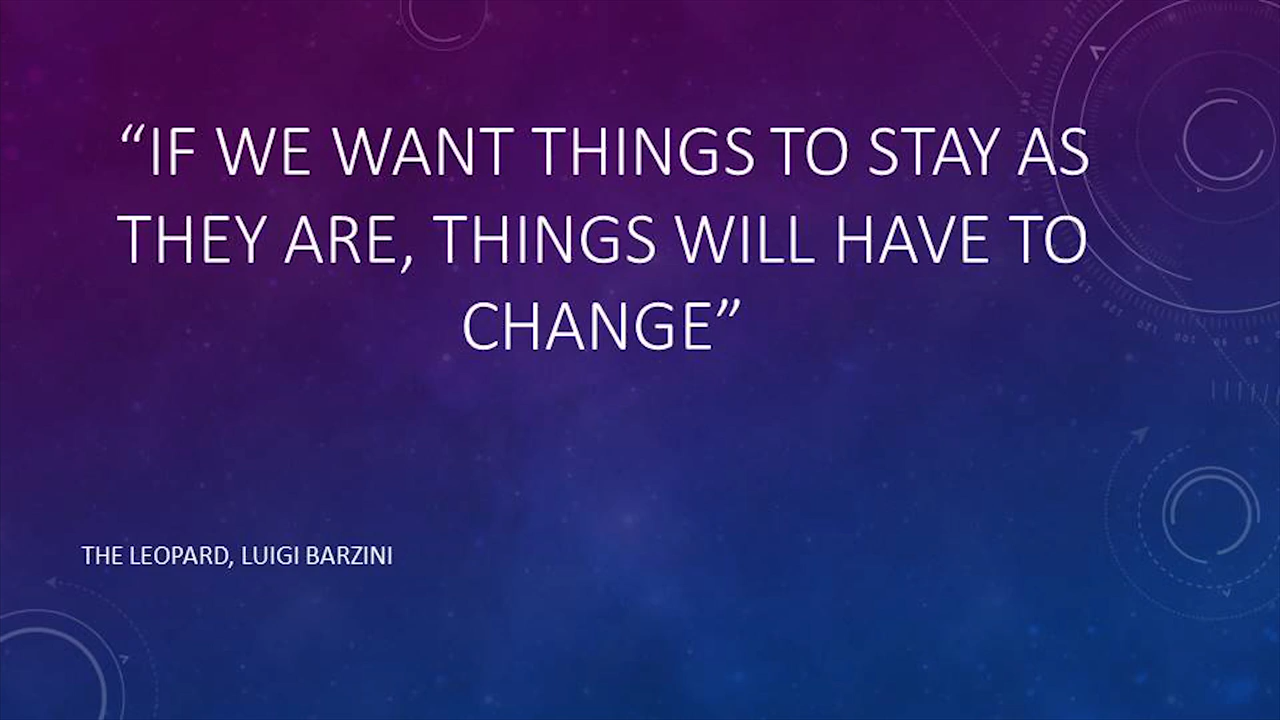 “IF WE WANT THINGS TO STAY AS
THEY ARE, THINGS WILL HAVE TO
CHANGE”
THE LEOPARD, LUIGI BARZINI